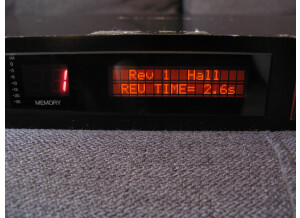 Rev 1 Hall
REV TIME= 2.6s
1
MEMORY